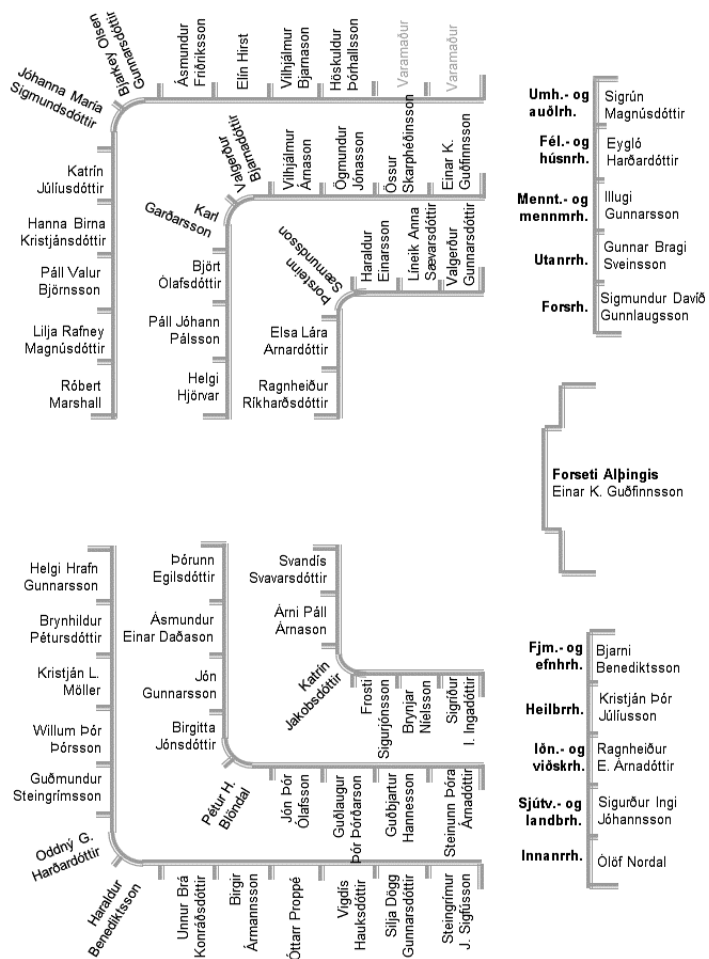 Bjarkey Olsen
Gunnarsdóttir
Ásmundur
Friðriksson
Elín Hirst
Vilhjálmur
Bjarnason
Höskuldur
Þórhallsson
Varamaður
Varamaður
Jóhanna María
Sigmundsdóttir
Katrín
Júlíusdóttir
Hanna Birna
Kristjánsdóttir
Páll Valur
Björnsson
Lilja Rafney
Magnúsdóttir
Róbert
Marshall
Valgerður
Bjarnadóttir
Vilhjálmur
Árnason
Ögmundur
Jónasson
Össur
Skarphéðinsson
Einar K.
Guðfinnsson
Karl
Garðarsson
Björt
Ólafsdóttir
Páll Jóhann
Pálsson
Helgi
Hjörvar
Þorsteinn
Sæmundsson
Haraldur
Einarsson
Líneik Anna
Sævarsdóttir
Valgerður
Gunnarsdóttir
Elsa Lára
Arnardóttir
Ragnheiður
Ríkharðsdóttir
Umh.- og
auðlrh.
Sigrún
Magnúsdóttir
Fél.- og
húsnrh.
Eygló
Harðardóttir
Mennt.- og
mennmrh.
Illugi
Gunnarsson
Utanrrh.
Gunnar Bragi
Sveinsson
Forsrh.
Sigmundur Davíð
Gunnlaugsson
Forseti Alþingis
Einar K. Guðfinnsson
Helgi Hrafn
Gunnarsson
Brynhildur
Pétursdóttir
Kristján L.
Möller
Willum Þór
Þórsson
Guðmundur
Steingrímsson
Oddný G.
Harðardóttir
Haraldur
Benediktsson
Unnur Brá
Konráðsdóttir
Birgir
Ármannsson
Óttarr Proppé
Vigdís
Hauksdóttir
Silja Dögg
Gunnarsdóttir
Steingrímur
J. Sigfússon
Þórunn
Egilsdóttir
Ásmundur
Einar Daðason
Jón
Gunnarsson
Birgitta
Jónsdóttir
Pétur H.
Blöndal
Jón Þór
Ólafsson
Guðlaugur
Þór Þórðarson
Guðbjartur
Hannesson
Steinunn Þóra
Árnadóttir
Svandís
Svavarsdóttir
Árni Páll
Árnason
Katrín
Jakobsdóttir
Frosti
Sigurjónsson
Brynjar
Níelsson
Sigríður
I. Ingadóttir
Fjm.- og
efnhrh.
Bjarni
Benediktsson
Heilbrrh.
Kristján Þór
Júlíusson
Iðn.- og
viðskrh.
Ragnheiður
E. Árnadóttir
Sjútv.- og
landbrh.
Sigurður Ingi
Jóhannsson
Innanrrh.
Ólöf Nordal